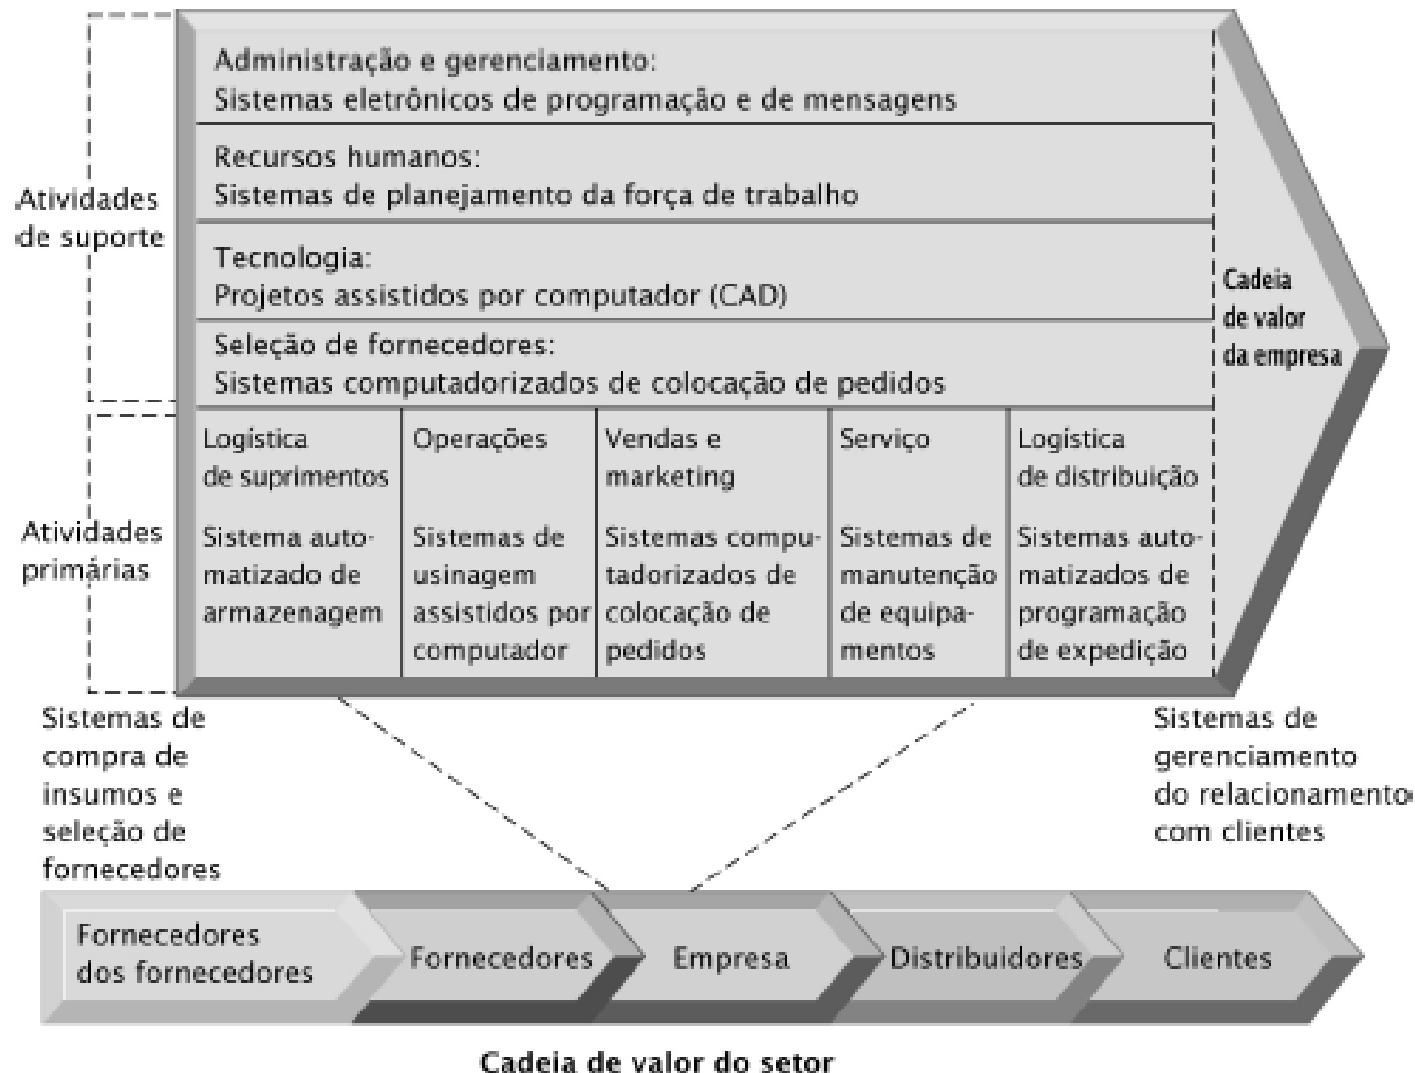 Administração e gerenciamento:
Sistemas eletrônicos de programação e de mensagens
Recursos humanos:
Sistemas de planejamento da força de trabalho
Atividades
de suporte
Tecnologia:
Projetos assistidos por computador (CAD)
Seleção de fornecedores:
Sistemas computadorizados de colocação de pedidos
Cadeia
de valor
da empresa
Atividades
primárias
Logística
de suprimentos
Sistema auto-
matizado de
armazenagem
Operações
Sistemas de
usinagem
assistidos por
computador
Vendas e
marketing
Sistemas compu-
tadorizados de
colocação de
pedidos
Serviço
Sistemas de
manutenção
de equipa-
mentos
Logística
de distribuição
Sistemas auto-
matizados de
programação
de expedição
Sistemas de
compra de
insumos e
seleção de
fornecedores
Sistemas de
gerenciamento
do relacionamento
com clientes
Fornecedores
dos fornecedores
Fornecedores
Empresa
Distribuidores
Clientes
Cadeia de valor do setor